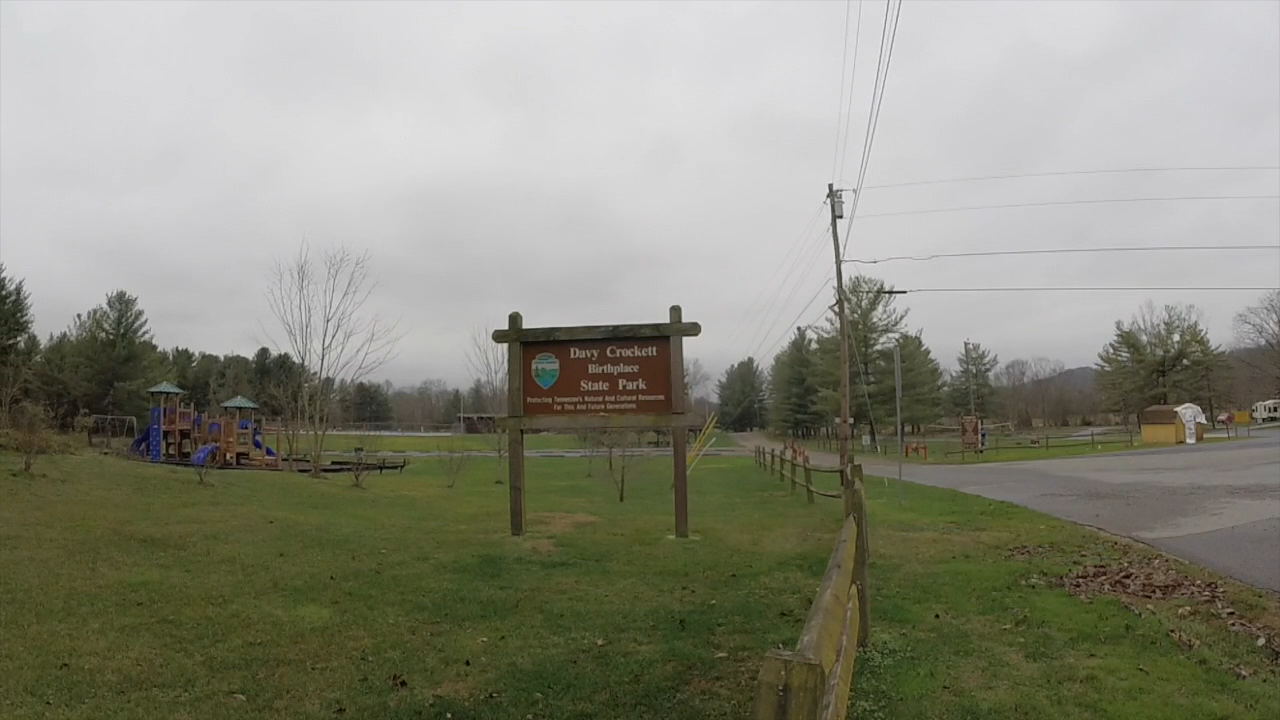 Davy Crockett
Birthplace
State Park
Protecting Tennessee's Natural And Cultural Resources
For This And Future Generations